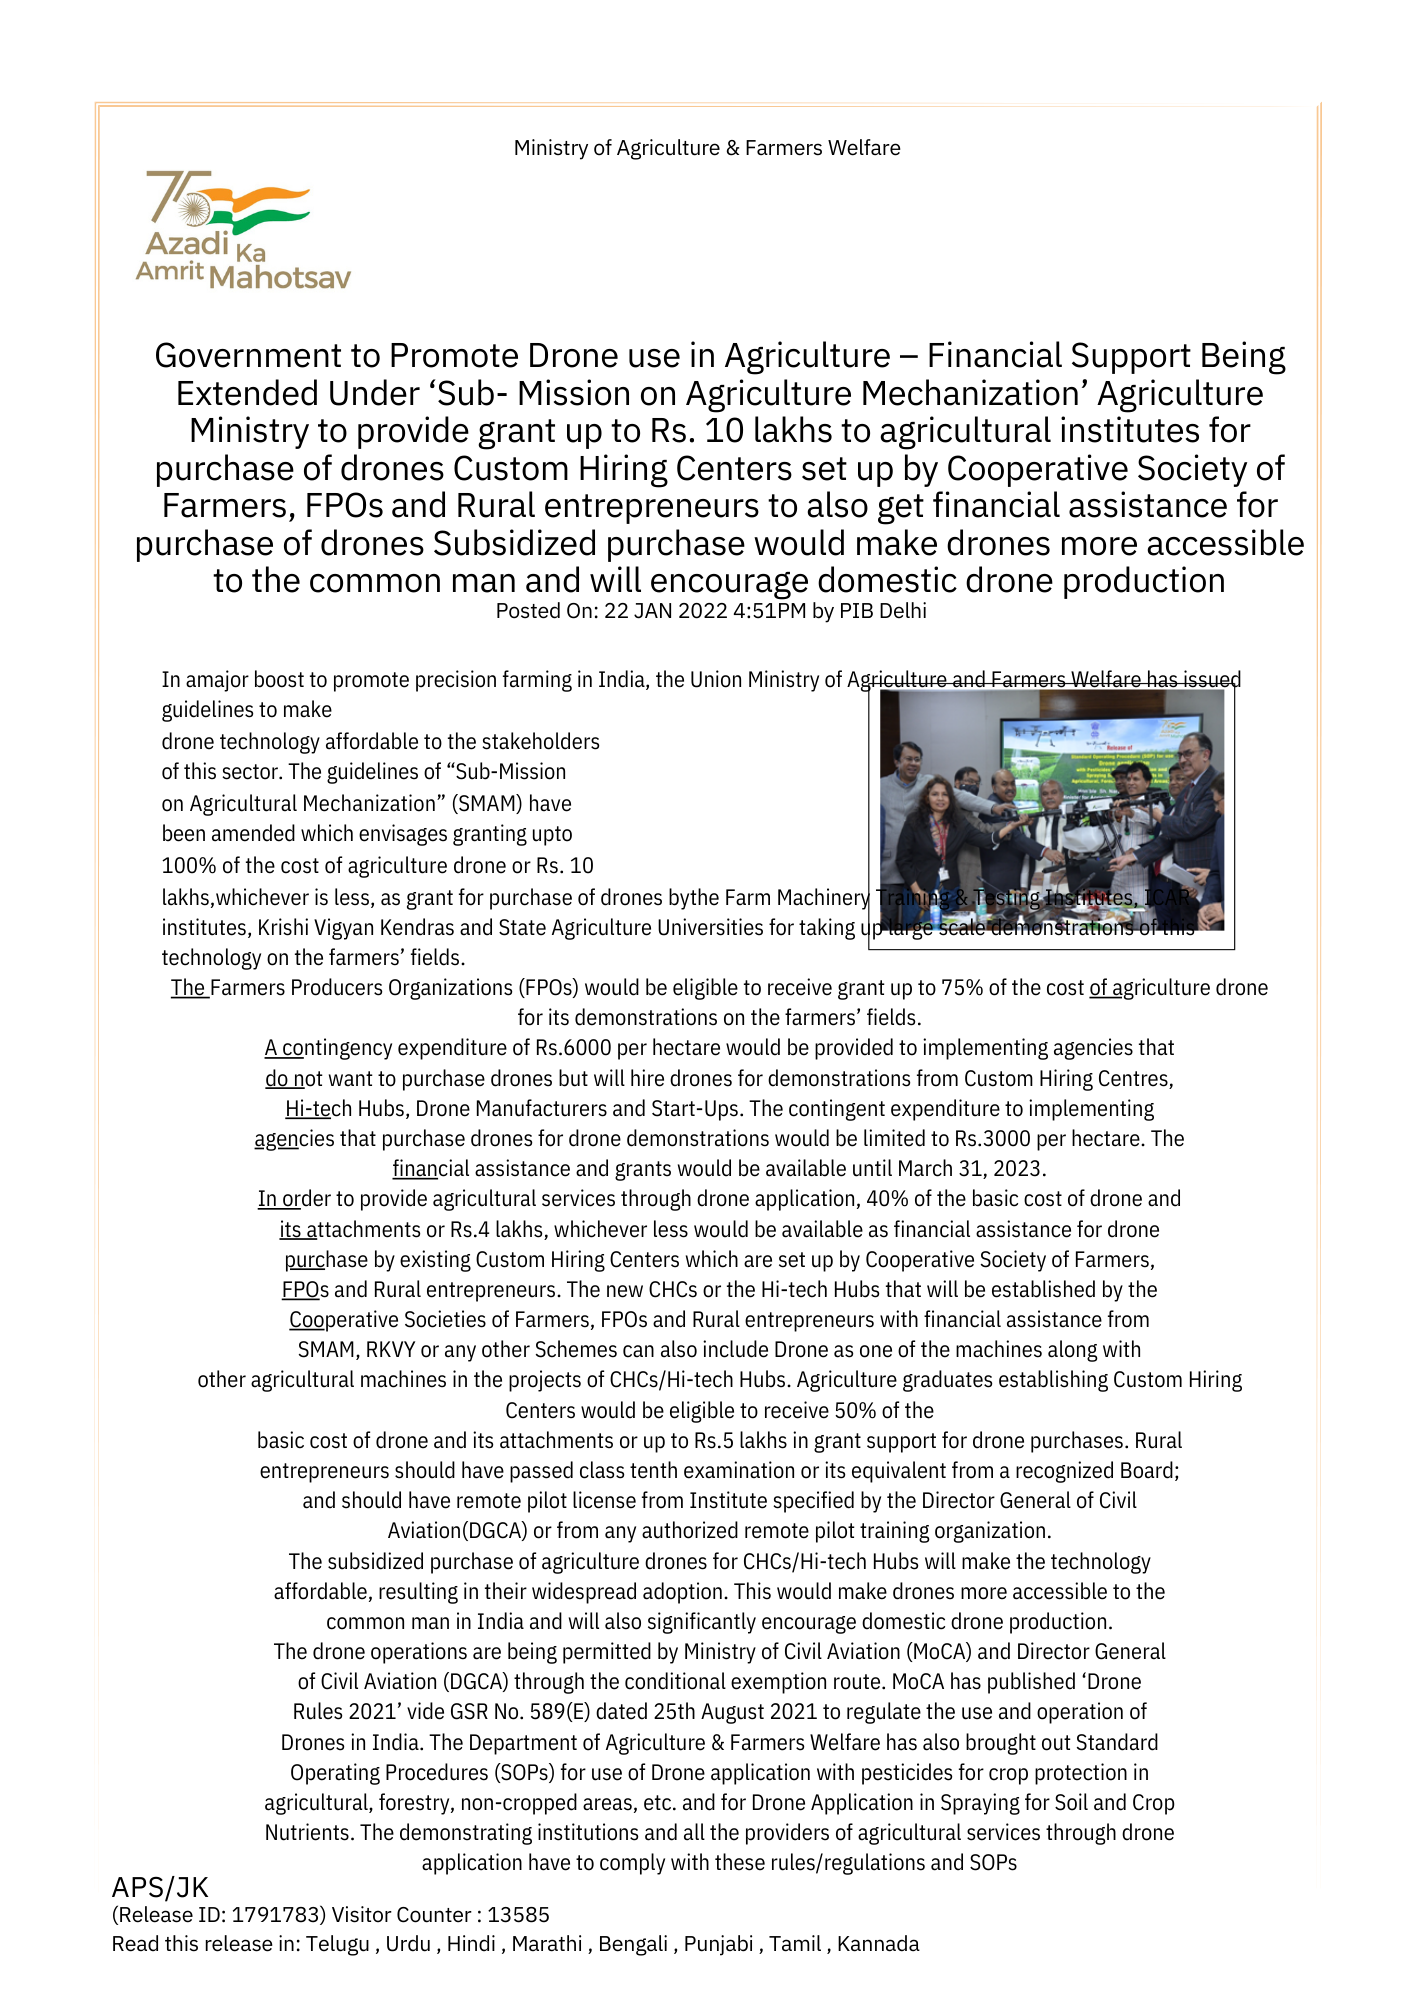 Ministry of Agriculture & Farmers Welfare
75
Azadi Ka
Amrit Mahotsav
Government to Promote Drone use in Agriculture – Financial Support Being
Extended Under ‘Sub- Mission on Agriculture Mechanization’ Agriculture
Ministry to provide grant up to Rs. 10 lakhs to agricultural institutes for
purchase of drones Custom Hiring Centers set up by Cooperative Society of
Farmers, FPOs and Rural entrepreneurs to also get financial assistance for
purchase of drones Subsidized purchase would make drones more accessible
to the common man and will encourage domestic drone production
Posted On: 22 JAN 2022 4:51PM by PIB Delhi
In amajor boost to promote precision farming in India, the Union Ministry of Agriculture and Farmers Welfare has issued
guidelines to make
drone technology affordable to the stakeholders
of this sector. The guidelines of “Sub-Mission
on Agricultural Mechanization” (SMAM) have
been amended which envisages granting upto
100% of the cost of agriculture drone or Rs. 10
lakhs,whichever is less, as grant for purchase of drones bythe Farm Machinery Training & Testing Institutes, ICAR
institutes, Krishi Vigyan Kendras and State Agriculture Universities for taking up large scale demonstrations of this
technology on the farmers’ fields.
The Farmers Producers Organizations (FPOs) would be eligible to receive grant up to 75% of the cost of agriculture drone
for its demonstrations on the farmers’ fields.
A contingency expenditure of Rs.6000 per hectare would be provided to implementing agencies that
do not want to purchase drones but will hire drones for demonstrations from Custom Hiring Centres,
Hi-tech Hubs, Drone Manufacturers and Start-Ups. The contingent expenditure to implementing
agencies that purchase drones for drone demonstrations would be limited to Rs.3000 per hectare. The
financial assistance and grants would be available until March 31, 2023.
In order to provide agricultural services through drone application, 40% of the basic cost of drone and
its attachments or Rs.4 lakhs, whichever less would be available as financial assistance for drone
purchase by existing Custom Hiring Centers which are set up by Cooperative Society of Farmers,
FPOs and Rural entrepreneurs. The new CHCs or the Hi-tech Hubs that will be established by the
Cooperative Societies of Farmers, FPOs and Rural entrepreneurs with financial assistance from
SMAM, RKVY or any other Schemes can also include Drone as one of the machines along with
other agricultural machines in the projects of CHCs/Hi-tech Hubs. Agriculture graduates establishing Custom Hiring
Centers would be eligible to receive 50% of the
basic cost of drone and its attachments or up to Rs.5 lakhs in grant support for drone purchases. Rural
entrepreneurs should have passed class tenth examination or its equivalent from a recognized Board;
and should have remote pilot license from Institute specified by the Director General of Civil
Aviation(DGCA) or from any authorized remote pilot training organization.
The subsidized purchase of agriculture drones for CHCs/Hi-tech Hubs will make the technology
affordable, resulting in their widespread adoption. This would make drones more accessible to the
common man in India and will also significantly encourage domestic drone production.
The drone operations are being permitted by Ministry of Civil Aviation (MoCA) and Director General
of Civil Aviation (DGCA) through the conditional exemption route. MoCA has published ‘Drone
Rules 2021’ vide GSR No. 589(E) dated 25th August 2021 to regulate the use and operation of
Drones in India. The Department of Agriculture & Farmers Welfare has also brought out Standard
Operating Procedures (SOPs) for use of Drone application with pesticides for crop protection in
agricultural, forestry, non-cropped areas, etc. and for Drone Application in Spraying for Soil and Crop
Nutrients. The demonstrating institutions and all the providers of agricultural services through drone
application have to comply with these rules/regulations and SOPs
APS/JK
(Release ID: 1791783) Visitor Counter : 13585
Read this release in: Telugu , Urdu , Hindi , Marathi , Bengali , Punjabi , Tamil , Kannada